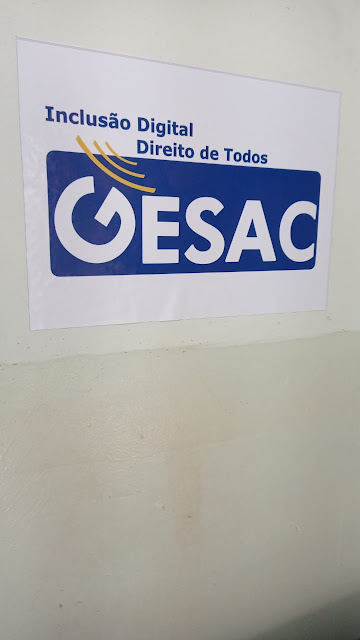 Inclusão Digital
Direito de Todos
GESAC